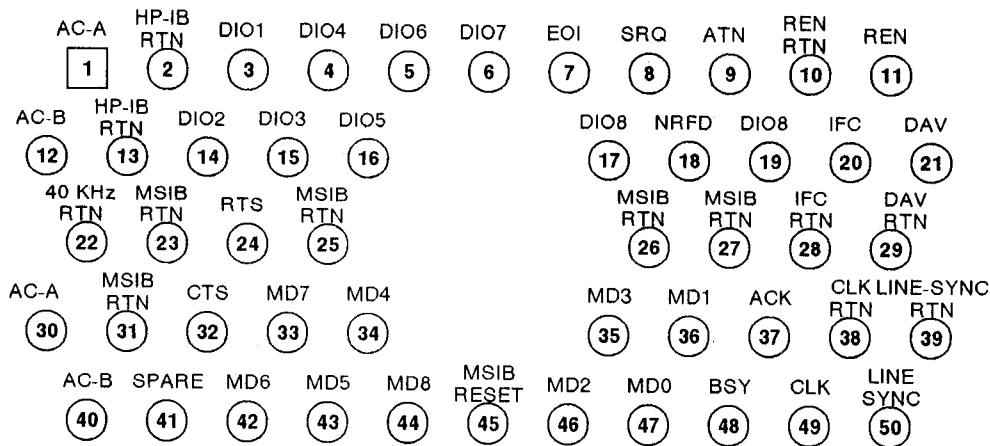 AC-A HP-IB RTN DIO1 DIO4 DIO6 DIO7 EOI SRQ ATN REN RTN REN
1 2 3 4 5 6 7 8 9 10 11
AC-B HP-IB RTN DIO2 DIO3 DIO5 DIO8 NRFD DIO8 IFC DAV
12 13 14 15 16 17 18 19 20 21
40 KHz RTN MSIB RTN RTS MSIB RTN MSIB RTN MSIB RTN IFC RTN DAV RTN
22 23 24 25 26 27 28 29
AC-A MSIB RTN CTS MD7 MD4 MD3 MD1 ACK CLK RTN LINE-SYNC RTN
30 31 32 33 34 35 36 37 38 39
AC-B SPARE MD6 MD5 MD8 MSIB RESET MD2 MD0 BSY CLK LINE SYNC
40 41 42 43 44 45 46 47 48 49 50